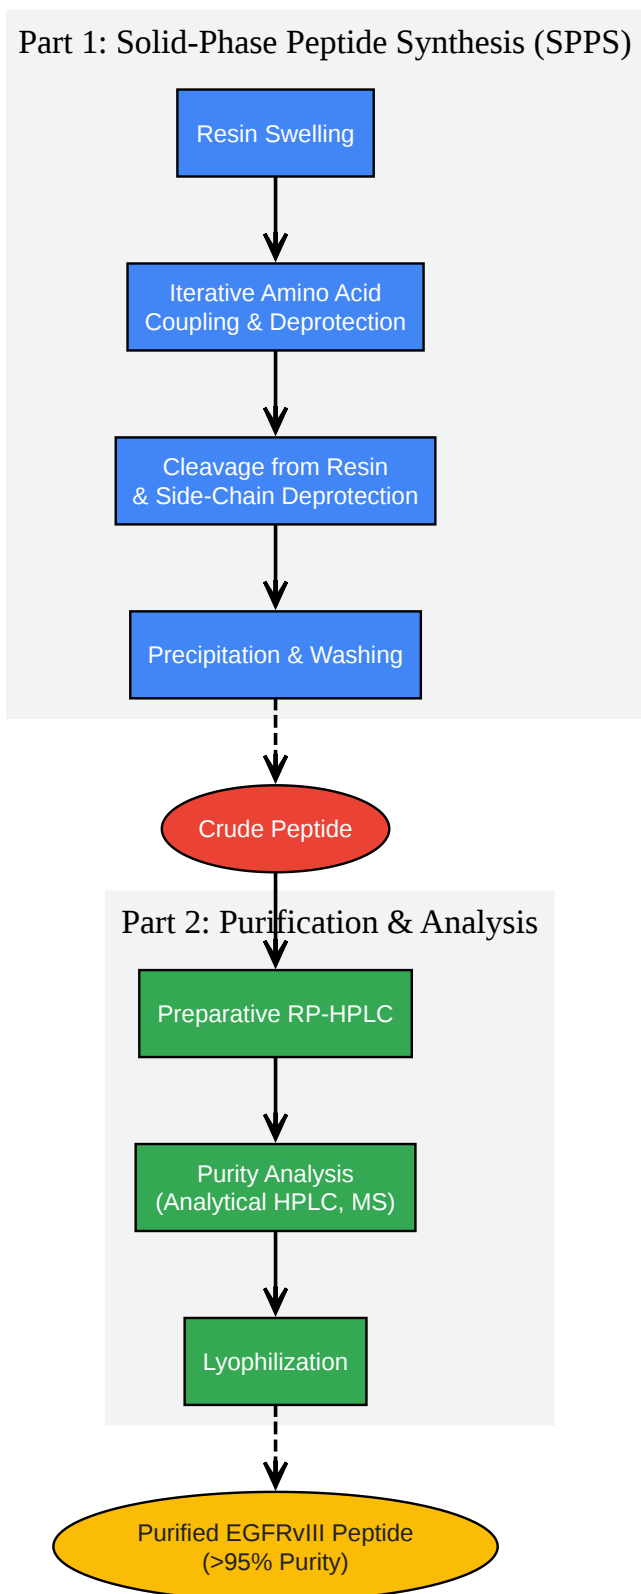 Part 1: Solid-Phase Peptide Synthesis (SPPS)
Resin Swelling
Iterative Amino Acid
Coupling & Deprotection
Cleavage from Resin
& Side-Chain Deprotection
Precipitation & Washing
Crude Peptide
Part 2: Purification & Analysis
Preparative RP-HPLC
Purity Analysis
(Analytical HPLC, MS)
Lyophilization
Purified EGFRvIII Peptide
(>95% Purity)